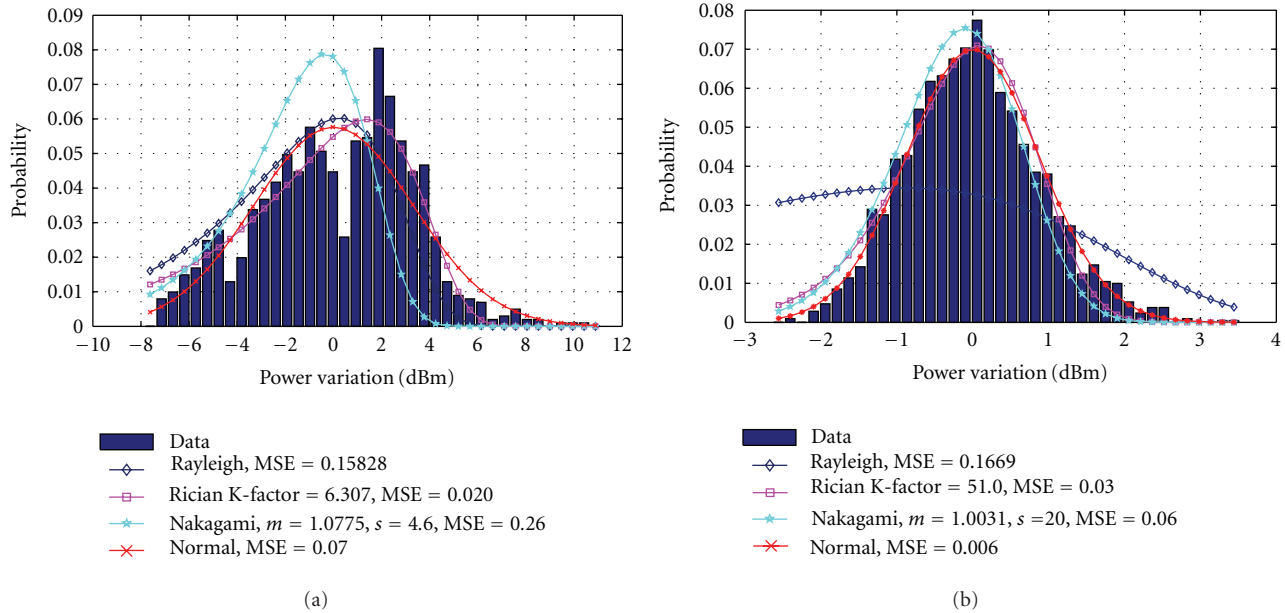 0.09
0.08
0.07
0.06
0.05
0.04
0.03
0.02
0.01
0
Probability
−10 −8 −6 −4 −2 0 2 4 6 8 10 12
Power variation (dBm)
Data
Rayleigh, MSE = 0.15828
Rician K-factor = 6.307, MSE = 0.020
Nakagami, m = 1.0775, s = 4.6, MSE = 0.26
Normal, MSE = 0.07
(a)
0.08
0.07
0.06
0.05
0.04
0.03
0.02
0.01
0
Probability
−3 −2 −1 0 1 2 3 4
Power variation (dBm)
Data
Rayleigh, MSE = 0.1669
Rician K-factor = 51.0, MSE = 0.03
Nakagami, m = 1.0031, s =20, MSE = 0.06
Normal, MSE = 0.006
(b)